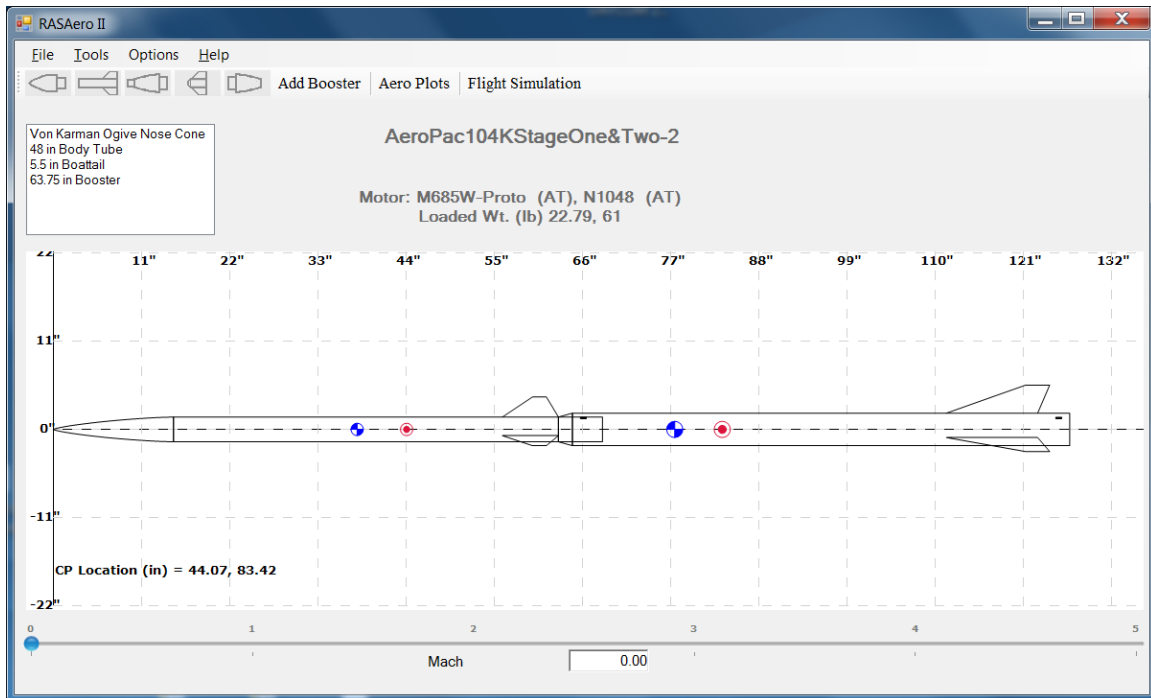 RASAero II
File Tools Options Help
Add Booster Aero Plots Flight Simulation
Von Karman Ogive Nose Cone
48 in Body Tube
5.5 in Boattail
63.75 in Booster
AeroPac104KStageOne&Two-2
Motor: M685W-Proto (AT), N1048 (AT)
Loaded Wt. (lb) 22.79, 61
22
11" 22" 33" 44" 55" 66" 77" 88" 99" 110" 121" 132"
11"
0"
-11"
CP Location (in) = 44.07, 83.42
-22"
0 1 2 3 4 5
Mach 0.00